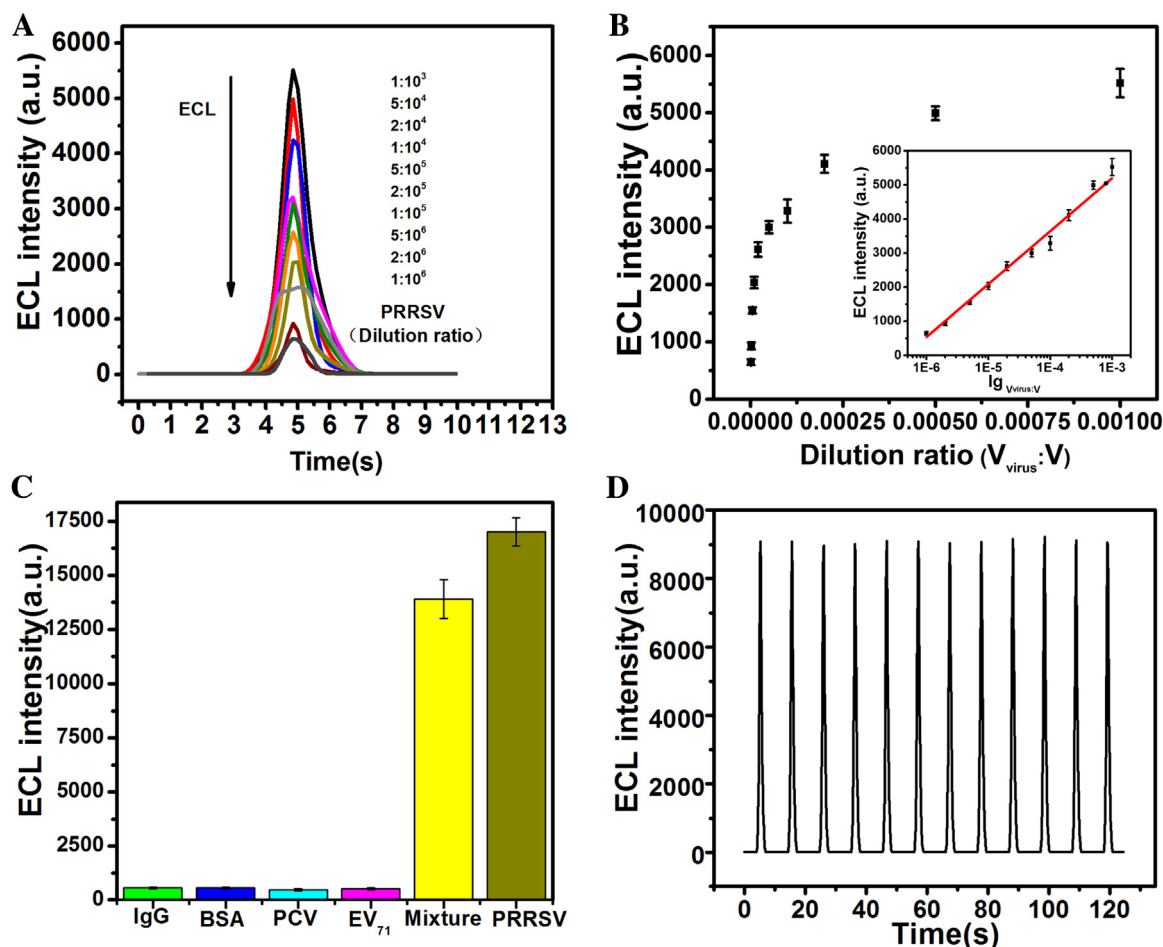 A
ECL intensity (a.u.)
6000
5000
4000
3000
2000
1000
0
ECL
1:10³
5:10⁴
2:10⁴
1:10⁴
5:10⁵
2:10⁵
1:10⁵
5:10⁶
2:10⁶
1:10⁶
PRRSV
（Dilution ratio）
0 1 2 3 4 5 6 7 8 9 10 11 12 13
Time(s)
B
ECL intensity (a.u.)
6000
5000
4000
3000
2000
1000
0
0.00000 0.00025 0.00050 0.00075 0.00100
Dilution ratio (Vvirus:V)
ECL intensity (a.u.)
6000
5000
4000
3000
2000
1000
0
1E-6 1E-5 1E-4 1E-3
lg Vvirus:V
C
ECL intensity(a.u.)
17500
15000
12500
10000
7500
5000
2500
0
IgG BSA PCV EV71 Mixture PRRSV
D
ECL intensity(a.u.)
10000
8000
6000
4000
2000
0
0 20 40 60 80 100 120
Time(s)